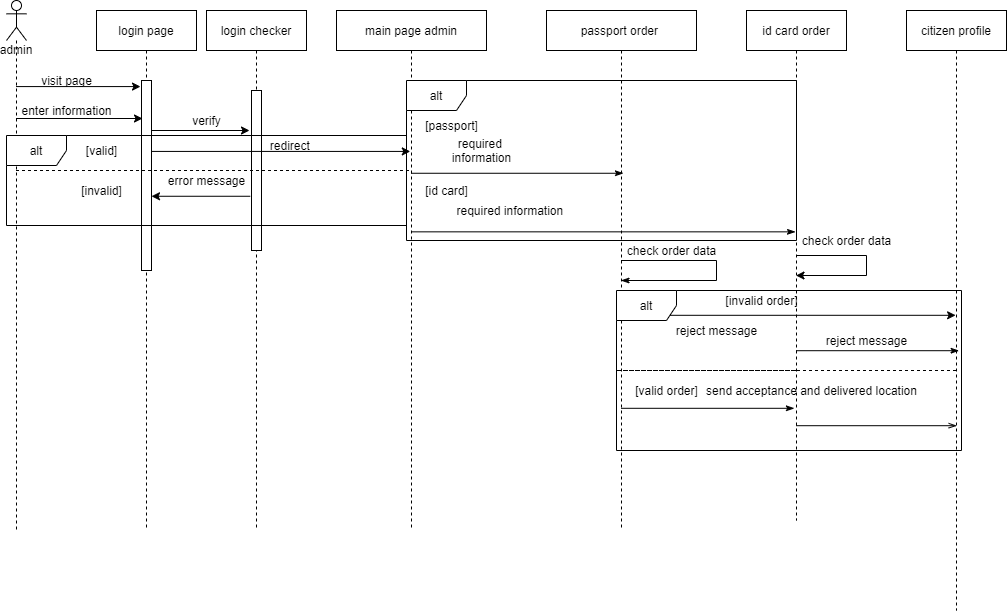 admin
login page
login checker
main page admin
passport order
id card order
citizen profile
visit page
enter information
verify
alt
[valid]
redirect
[invalid]
error message
alt
[passport]
required
information
[id card]
required information
check order data
check order data
alt
[invalid order]
reject message
reject message
[valid order]
send acceptance and delivered location